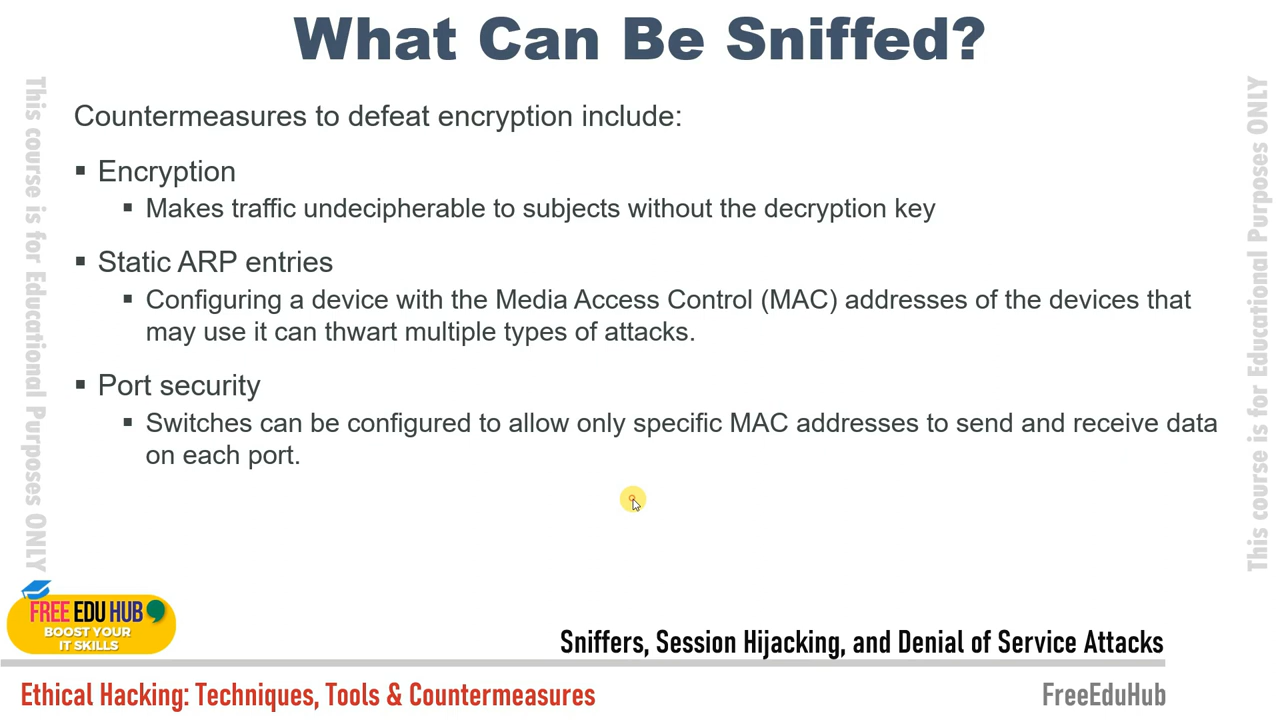 What Can Be Sniffed?
Countermeasures to defeat encryption include:
▪ Encryption
▪ Makes traffic undecipherable to subjects without the decryption key
▪ Static ARP entries
▪ Configuring a device with the Media Access Control (MAC) addresses of the devices that
may use it can thwart multiple types of attacks.
▪ Port security
▪ Switches can be configured to allow only specific MAC addresses to send and receive data
on each port.
This course is for Educational Purposes ONLY
This course is for Educational Purposes ONLY
FREE EDU HUB
BOOST YOUR
IT SKILLS
Sniffers, Session Hijacking, and Denial of Service Attacks
Ethical Hacking: Techniques, Tools & Countermeasures
FreeEduHub